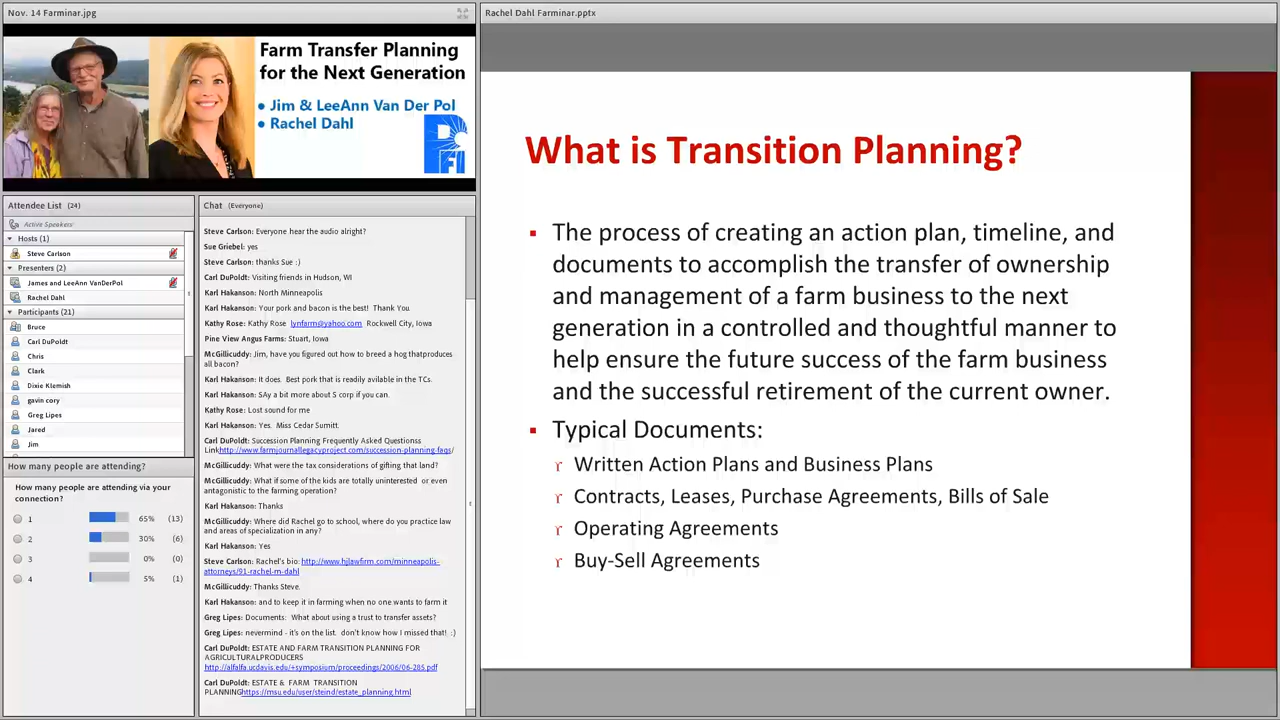 Nov. 14 Farminar.jpg
Farm Transfer Planning
for the Next Generation
• Jim & LeeAnn Van Der Pol
• Rachel Dahl
PFI
Attendee List (24)
Active Speakers
Hosts (1)
Steve Carlson
Presenters (2)
James and LeeAnn VanDerPol
Rachel Dahl
Participants (21)
Bruce
Carl DuPoldt
Chris
Clark
Dixie Klemish
gavin cory
Greg Lipes
Jared
Jim
How many people are attending?
How many people are attending via your
connection?
1 65% (13)
2 30% (6)
3 0% (0)
4 5% (1)
Chat (Everyone)
Steve Carlson: Everyone hear the audio alright?
Sue Griebel: yes
Steve Carlson: thanks Sue :)
Carl DuPoldt: Visiting friends in Hudson, WI
Karl Hakanson: North Minneapolis
Karl Hakanson: Your pork and bacon is the best! Thank You.
Kathy Rose: Kathy Rose lynfarm@yahoo.com Rockwell City, Iowa
Pine View Angus Farms: Stuart, Iowa
McGillicuddy: Jim, have you figured out how to breed a hog thatproduces
all bacon?
Karl Hakanson: It does. Best pork that is readily avilable in the TCs.
Karl Hakanson: SAy a bit more about S corp if you can.
Kathy Rose: Lost sound for me
Karl Hakanson: Yes. Miss Cedar Sumitt.
Carl DuPoldt: Succession Planning Frequently Asked Questionss
Linkhttp://www.farmjournallegacyproject.com/succession-planning-faqs/
McGillicuddy: What were the tax considerations of gifting that land?
McGillicuddy: What if some of the kids are totally uninterested or even
antagonistic to the farming operation?
Karl Hakanson: Thanks
McGillicuddy: Where did Rachel go to school, where do you practice law
and areas of specialization in any?
Karl Hakanson: Yes
Steve Carlson: Rachel's bio: http://www.hjlawfirm.com/minneapolis-
attorneys/91-rachel-m-dahl
McGillicuddy: Thanks Steve.
Karl Hakanson: and to keep it in farming when no one wants to farm it
Greg Lipes: Documents: What about using a trust to transfer assets?
Greg Lipes: nevermind - it's on the list. don't know how I missed that! :)
Carl DuPoldt: ESTATE AND FARM TRANSITION PLANNING FOR
AGRICULTURALPRODUCERS
http://alfalfa.ucdavis.edu/+symposium/proceedings/2006/06-285.pdf
Carl DuPoldt: ESTATE & FARM TRANSITION
PLANNINGhttps://msu.edu/user/steind/estate_planning.html
Rachel Dahl Farminar.pptx
What is Transition Planning?
▪ The process of creating an action plan, timeline, and
documents to accomplish the transfer of ownership
and management of a farm business to the next
generation in a controlled and thoughtful manner to
help ensure the future success of the farm business
and the successful retirement of the current owner.
▪ Typical Documents:
ϒ Written Action Plans and Business Plans
ϒ Contracts, Leases, Purchase Agreements, Bills of Sale
ϒ Operating Agreements
ϒ Buy-Sell Agreements